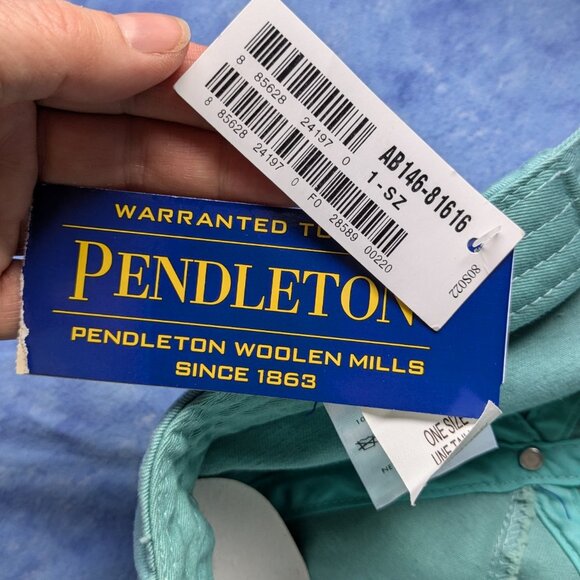 8 85628 24197 0
8 85628 24197 0 F0 28589 00220
AB146-81616
1-SZ
80S022
WARRANTED TO
PENDLETON
PENDLETON WOOLEN MILLS
SINCE 1863
ONE SIZE